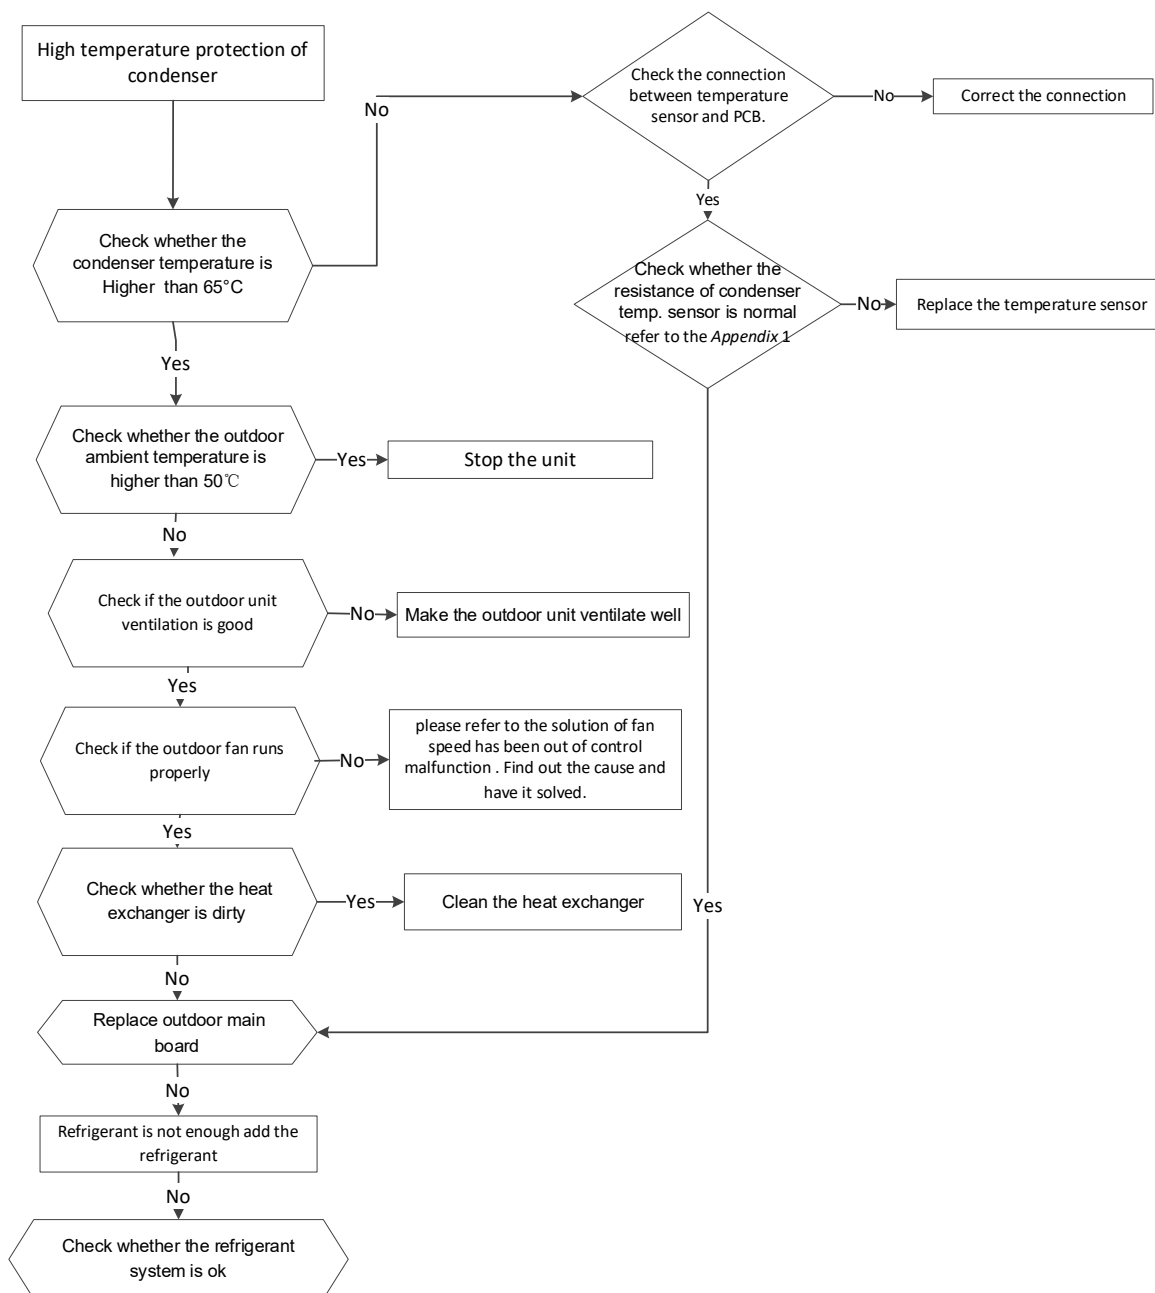 High temperature protection of
condenser
No
Check the connection
between temperature
sensor and PCB.
No
Correct the connection
Yes
Check whether the
condenser temperature is
Higher than 65°C
Check whether the
resistance of condenser
temp. sensor is normal
refer to the Appendix 1
No
Replace the temperature sensor
Yes
Check whether the outdoor
ambient temperature is
higher than 50℃
Yes
Stop the unit
No
Check if the outdoor unit
ventilation is good
No
Make the outdoor unit ventilate well
Yes
Check if the outdoor fan runs
properly
No
please refer to the solution of fan
speed has been out of control
malfunction . Find out the cause and
have it solved.
Yes
Check whether the heat
exchanger is dirty
Yes
Clean the heat exchanger
Yes
No
Replace outdoor main
board
No
Refrigerant is not enough add the
refrigerant
No
Check whether the refrigerant
system is ok